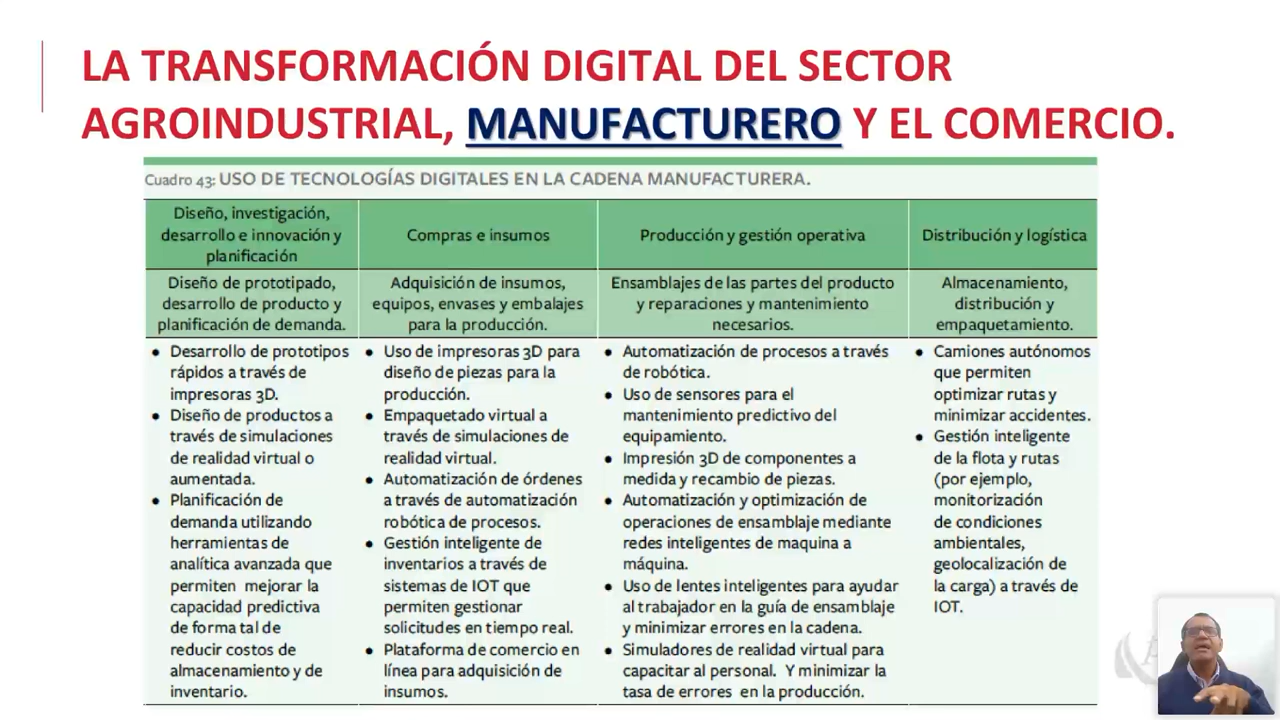 LA TRANSFORMACIÓN DIGITAL DEL SECTOR
AGROINDUSTRIAL, MANUFACTURERO Y EL COMERCIO.
Cuadro 43: USO DE TECNOLOGÍAS DIGITALES EN LA CADENA MANUFACTURERA.
Diseño, investigación,
desarrollo e innovación y
planificación
Compras e insumos
Producción y gestión operativa
Distribución y logística
Diseño de prototipado,
desarrollo de producto y
planificación de demanda.
Adquisición de insumos,
equipos, envases y embalajes
para la producción.
Ensamblajes de las partes del producto
y reparaciones y mantenimiento
necesarios.
Almacenamiento,
distribución y
empaquetamiento.
• Desarrollo de prototipos
rápidos a través de
impresoras 3D.
• Diseño de productos a
través de simulaciones
de realidad virtual o
aumentada.
• Planificación de
demanda utilizando
herramientas de
analítica avanzada que
permiten mejorar la
capacidad predictiva
de forma tal de
reducir costos de
almacenamiento y de
inventario.
• Uso de impresoras 3D para
diseño de piezas para la
producción.
• Empaquetado virtual a
través de simulaciones de
realidad virtual.
• Automatización de órdenes
a través de automatización
robótica de procesos.
• Gestión inteligente de
inventarios a través de
sistemas de IOT que
permiten gestionar
solicitudes en tiempo real.
• Plataforma de comercio en
línea para adquisición de
insumos.
• Automatización de procesos a través
de robótica.
• Uso de sensores para el
mantenimiento predictivo del
equipamiento.
• Impresión 3D de componentes a
medida y recambio de piezas.
• Automatización y optimización de
operaciones de ensamblaje mediante
redes inteligentes de maquina a
máquina.
• Uso de lentes inteligentes para ayudar
al trabajador en la guía de ensamblaje
y minimizar errores en la cadena.
• Simuladores de realidad virtual para
capacitar al personal. Y minimizar la
tasa de errores en la producción.
• Camiones autónomos
que permiten
optimizar rutas y
minimizar accidentes.
• Gestión inteligente
de la flota y rutas
(por ejemplo,
monitorización
de condiciones
ambientales,
geolocalización de
la carga) a través de
IOT.